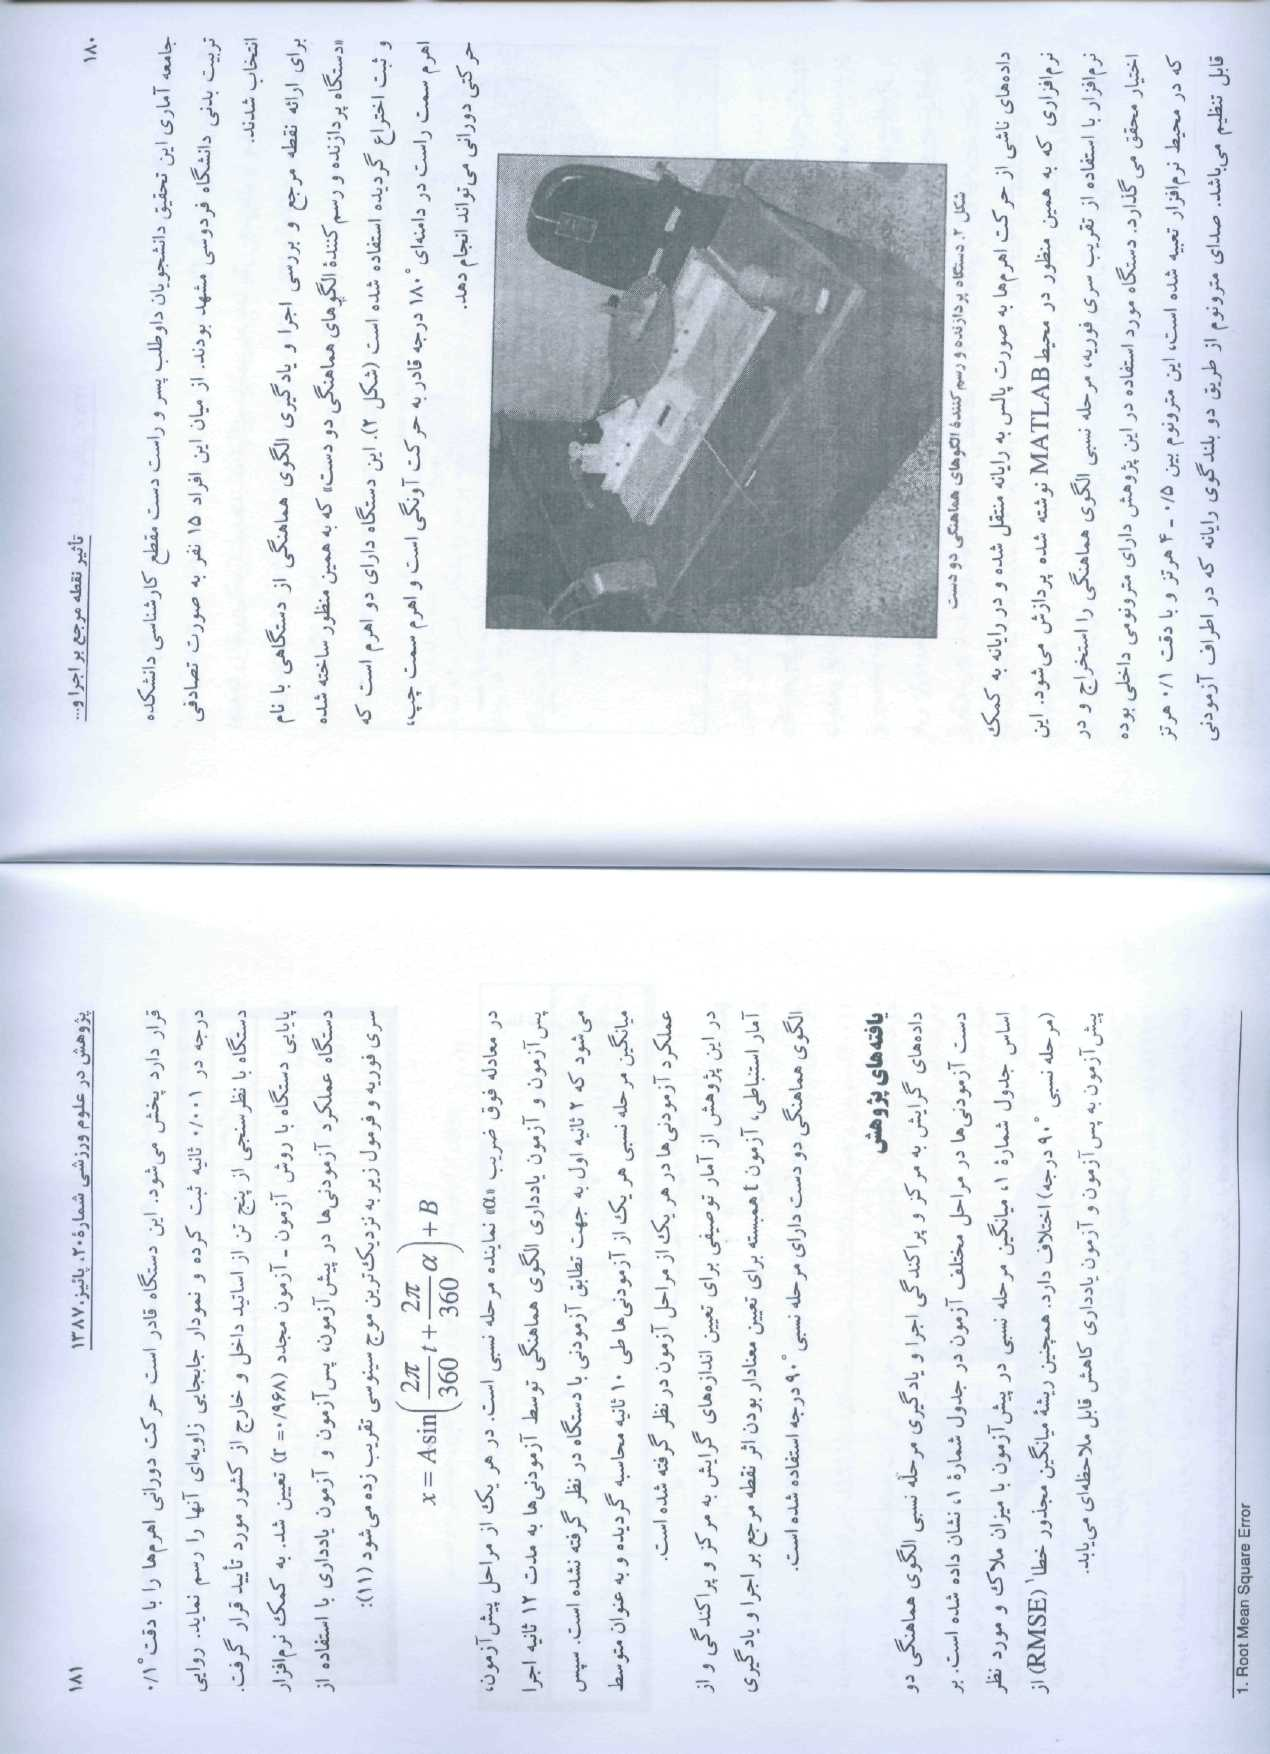 ۱۸۰
تأثیر نقطه مرجع بر اجرا و...
جامعه آماری این تحقیق دانشجویان داوطلب پسر و راست دست مقطع کارشناسی دانشکده
تربیت بدنی دانشگاه فردوسی مشهد بودند. از میان این افراد ۱۵ نفر به صورت تصادفی
انتخاب شدند.
برای ارائه نقطه مرجع و بررسی اجرا و یادگیری الگوی هماهنگی از دستگاهی با نام
«دستگاه پردازنده و رسم کنندهٔ الگوهای هماهنگی دو دست» که به همین منظور ساخته شده
و ثبت اختراع گردیده استفاده شده است (شکل ۲). این دستگاه دارای دو اهرم است که
اهرم سمت راست در دامنه‌ای ۱۸۰° درجه قادر به حرکت آونگی است و اهرم سمت چپ،
حرکتی دورانی می‌تواند انجام دهد.
شکل ۲. دستگاه پردازنده و رسم کنندهٔ الگوهای هماهنگی دو دست
داده‌های ناشی از حرکت اهرم‌ها به صورت پالس به رایانه منتقل شده و در رایانه به کمک
نرم‌افزاری که به همین منظور در محیط MATLAB نوشته شده پردازش می‌شود. این
نرم‌افزار با استفاده از تقریب سری فوریه، مرحله نسبی الگوی هماهنگی را استخراج و در
اختیار محقق می گذارد. دستگاه مورد استفاده در این پژوهش دارای مترونومی داخلی بوده
که در محیط نرم‌افزار تعبیه شده است، این مترونوم بین ۰/۵ - ۴ هرتز و با دقت ۰/۱ هرتز
قابل تنظیم می‌باشد. صدای مترونوم از طریق دو بلندگوی رایانه که در اطراف آزمودنی
پژوهش در علوم ورزشی شمارهٔ ۲۰، پائیز، ۱۳۸۷
۱۸۱
قرار دارد پخش می‌شود. این دستگاه قادر است حرکت دورانی اهرم‌ها را با دقت ۰/۱°
درجه در ۰/۰۰۱ ثانیه ثبت کرده و نمودار جابجایی زاویه‌ای آنها را رسم نماید. روایی
دستگاه با نظرسنجی از پنج تن از اساتید داخل و خارج از کشور مورد تأیید قرار گرفت.
پایایی دستگاه با روش آزمون - آزمون مجدد (r =۰/۹۶۸) تعیین شد. به کمک نرم‌افزار
دستگاه عملکرد آزمودنی‌ها در پیش‌آزمون، پس‌آزمون و آزمون یادداری با استفاده از
سری فوریه و فرمول زیر به نزدیک‌ترین موج سینوسی تقریب زده می‌شود (۱۱):
x = A sin(2π/360 t + 2π/360 α) + B
در معادله فوق ضریب «α» نماینده مرحله نسبی است. در هر یک از مراحل پیش‌آزمون،
پس‌آزمون و آزمون یادداری الگوی هماهنگی توسط آزمودنی‌ها به مدت ۱۲ ثانیه اجرا
می‌شود که ۲ ثانیه اول به جهت تطابق آزمودنی با دستگاه در نظر گرفته نشده است. سپس
میانگین مرحله نسبی هر یک از آزمودنی‌ها طی ۱۰ ثانیه محاسبه گردیده و به عنوان متوسط
عملکرد آزمودنی‌ها در هر یک از مراحل آزمون در نظر گرفته شده است.
در این پژوهش از آمار توصیفی برای تعیین اندازه‌های گرایش به مرکز و پراکندگی و از
آمار استنباطی، آزمون t همبسته برای تعیین معنادار بودن اثر نقطه مرجع بر اجرا و یادگیری
الگوی هماهنگی دو دست دارای مرحله نسبی ۹۰° درجه استفاده شده است.
یافته‌های پژوهش
داده‌های گرایش به مرکز و پراکندگی اجرا و یادگیری مرحله نسبی الگوی هماهنگی دو
دست آزمودنی‌ها در مراحل مختلف آزمون در جدول شمارهٔ ۱، نشان داده شده است. بر
اساس جدول شمارهٔ ۱، میانگین مرحله نسبی در پیش‌آزمون با میزان ملاک و مورد نظر
(مرحله نسبی ۹۰° درجه) اختلاف دارد. همچنین ریشهٔ میانگین مجذور خطا۱ (RMSE) از
پیش‌آزمون به پس‌آزمون و آزمون یادداری کاهش قابل ملاحظه‌ای می‌یابد.
1. Root Mean Square Error